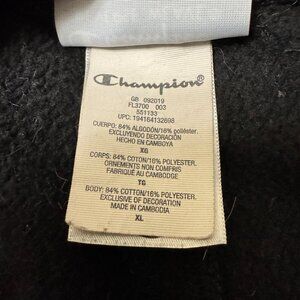 Champion®
GB 092019
FL3700 003
551133
UPC: 194164132698
CUERPO: 84% ALGODÓN/16% poliéster.
EXCLUYENDO DECORACIÓN
HECHO EN CAMBOYA
XG
CORPS: 84% COTON/16% POLYESTER.
ORNEMENTS NON COMPRIS
FABRIQUÉ AU CAMBODGE
TG
BODY: 84% COTTON/16% POLYESTER.
EXCLUSIVE OF DECORATION
MADE IN CAMBODIA
XL